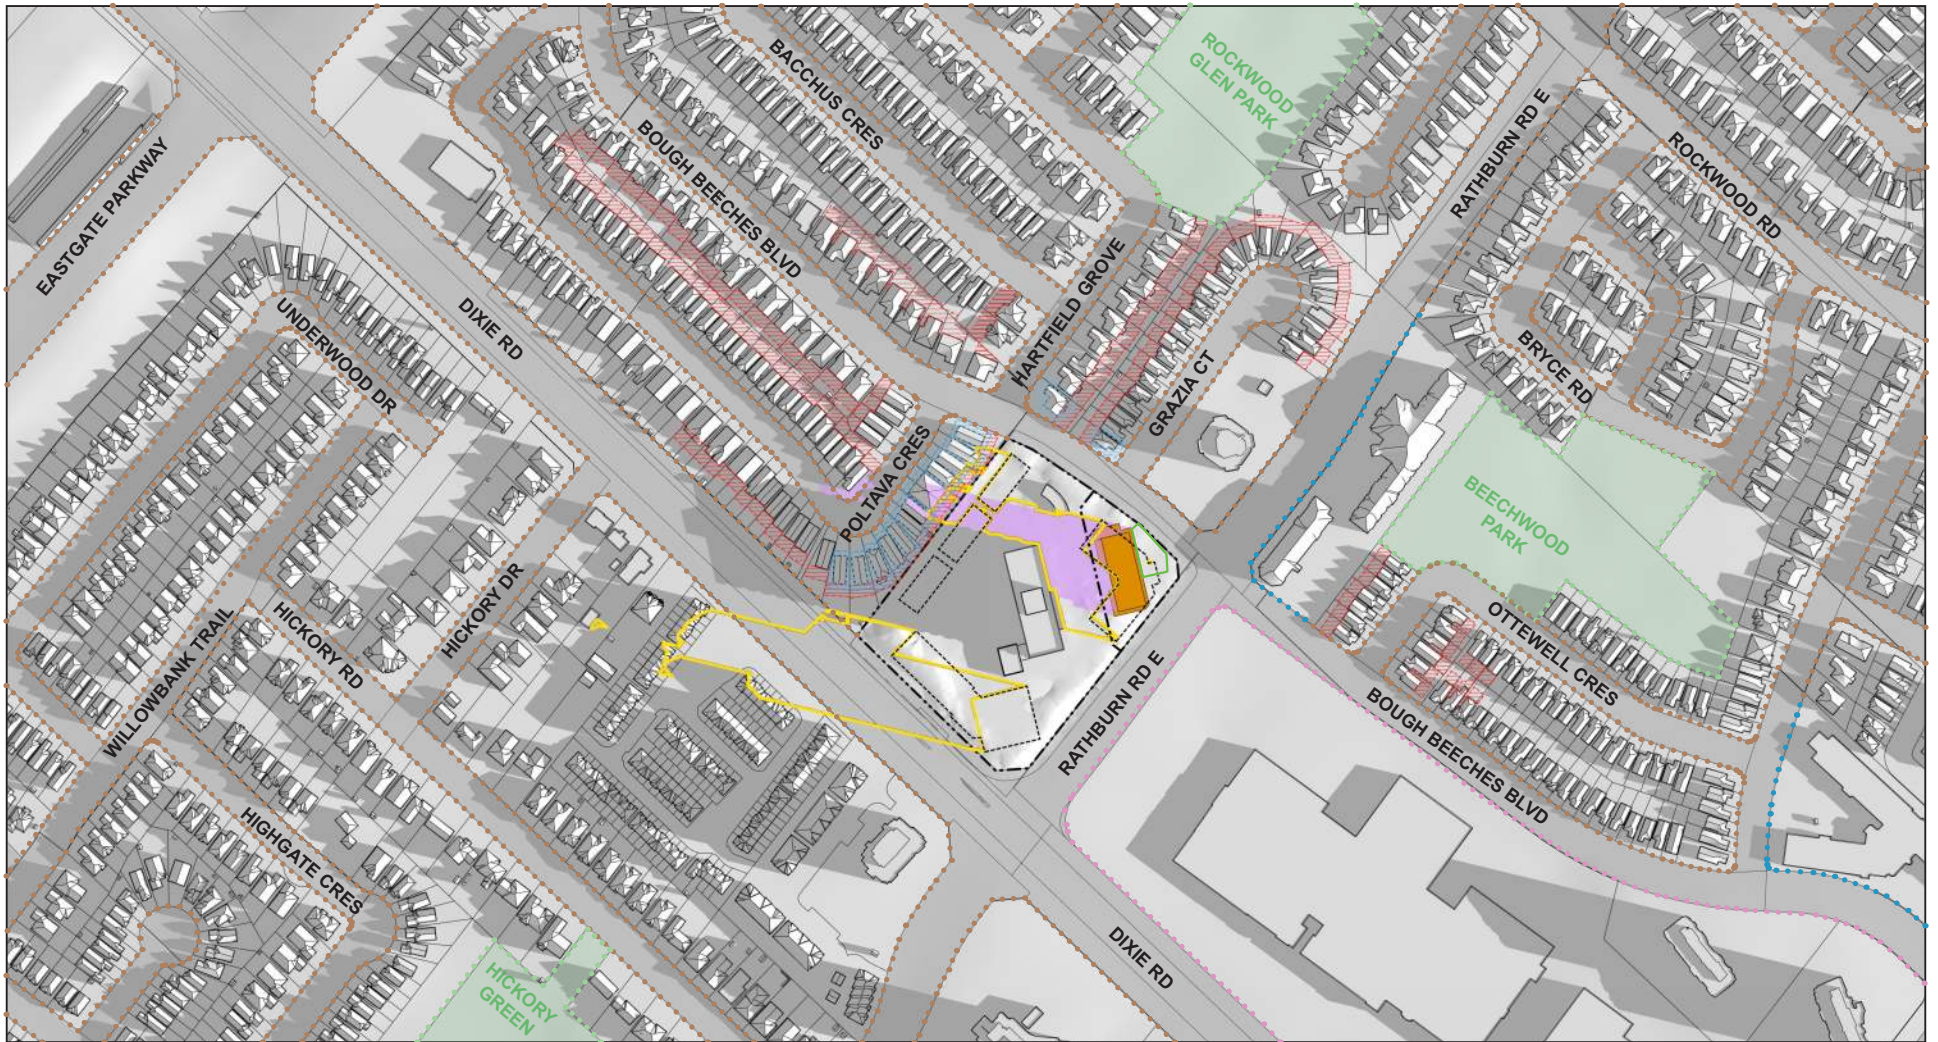 ROCKWOOD
GLEN PARK
BACCHUS CRES
BOUGH BEECHES BLVD
RATHBURN RD E
ROCKWOOD RD
EASTGATE PARKWAY
UNDERWOOD DR
DIXIE RD
HARTFIELD GROVE
GRAZIA CT
BRYCE RD
POLTAVA CRES
BEECHWOOD
PARK
HICKORY DR
HICKORY RD
WILLOWBANK TRAIL
OTTEWELL CRES
RATHBURN RD E
BOUGH BEECHES BLVD
HIGHGATE CRES
DIXIE RD
HICKORY
GREEN